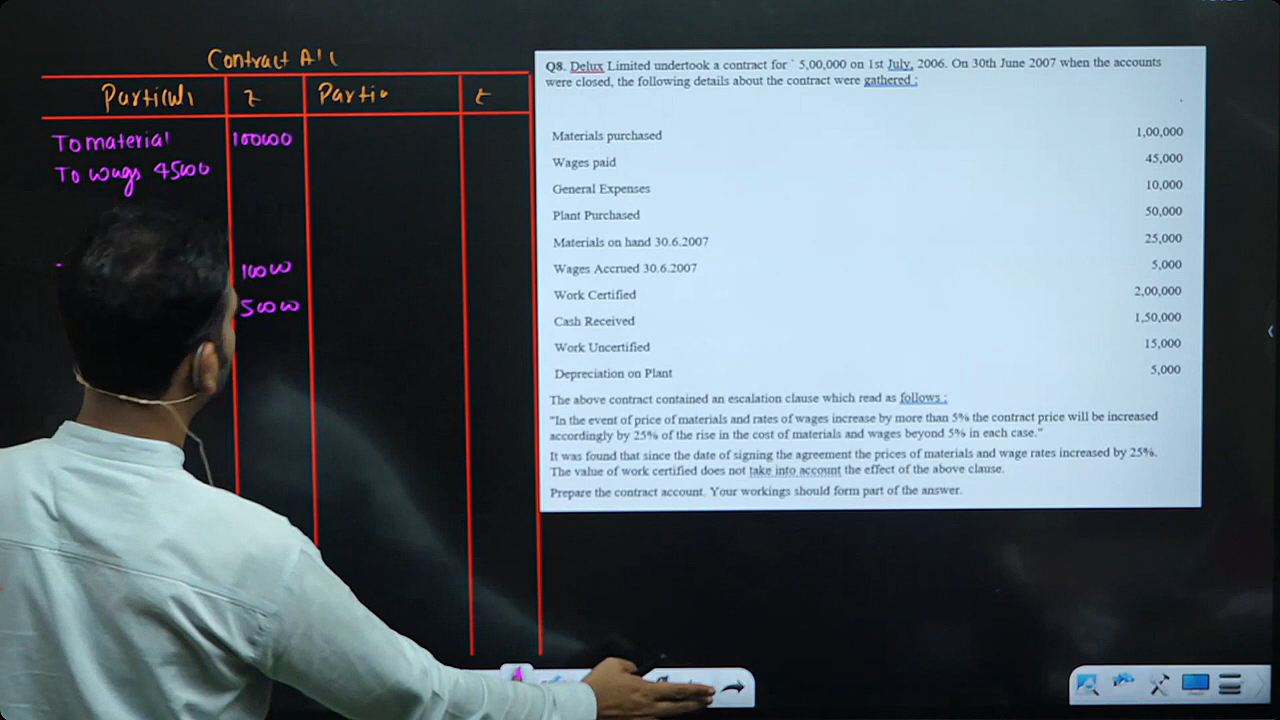 Contract A/c
Particul, ₹ Partic ₹
To material 100000
To wages 45000
10000
50000
Q8. Delux Limited undertook a contract for ` 5,00,000 on 1st July, 2006. On 30th June 2007 when the accounts
were closed, the following details about the contract were gathered :
Materials purchased 1,00,000
Wages paid 45,000
General Expenses 10,000
Plant Purchased 50,000
Materials on hand 30.6.2007 25,000
Wages Accrued 30.6.2007 5,000
Work Certified 2,00,000
Cash Received 1,50,000
Work Uncertified 15,000
Depreciation on Plant 5,000
The above contract contained an escalation clause which read as follows :
"In the event of price of materials and rates of wages increase by more than 5% the contract price will be increased
accordingly by 25% of the rise in the cost of materials and wages beyond 5% in each case."
It was found that since the date of signing the agreement the prices of materials and wage rates increased by 25%.
The value of work certified does not take into account the effect of the above clause.
Prepare the contract account. Your workings should form part of the answer.